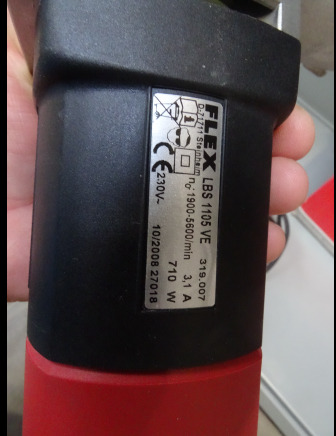 FLEX LBS 1105 VE 319.007
D-71711 Steinheim
n₀ 1900-5600/min 3,1 A
CE 230V~ 710 W
10/2008 27018